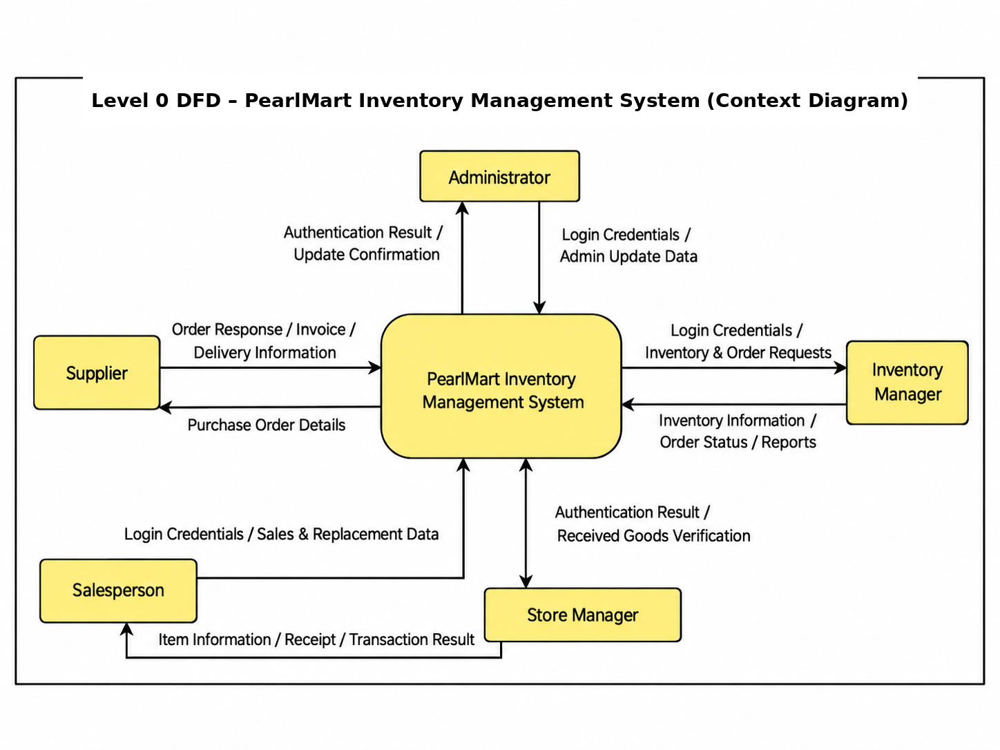 Level 0 DFD – PearlMart Inventory Management System (Context Diagram)
Administrator
Authentication Result /
Update Confirmation
Login Credentials /
Admin Update Data
Order Response / Invoice /
Delivery Information
Login Credentials /
Inventory & Order Requests
Supplier
PearlMart Inventory
Management System
Inventory
Manager
Purchase Order Details
Inventory Information /
Order Status / Reports
Login Credentials / Sales & Replacement Data
Authentication Result /
Received Goods Verification
Salesperson
Store Manager
Item Information / Receipt / Transaction Result